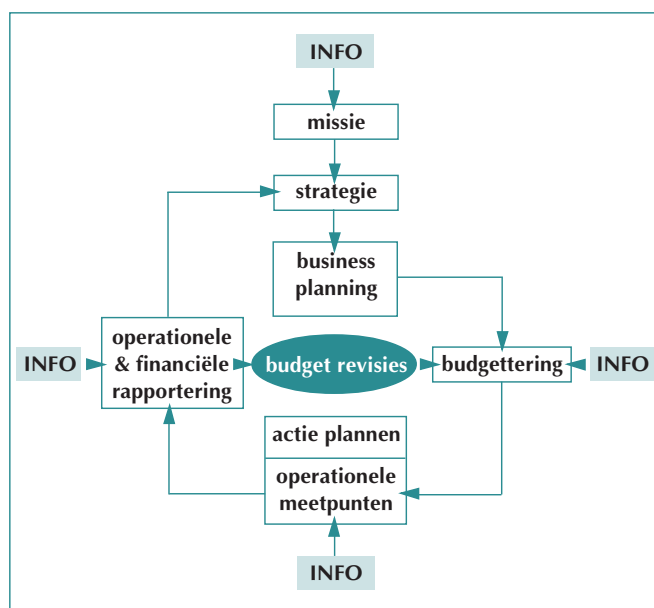 INFO
missie
strategie
business
planning
operationele
& financiële
rapportering
INFO
budget revisies
budgettering
INFO
actie plannen
operationele
meetpunten
INFO